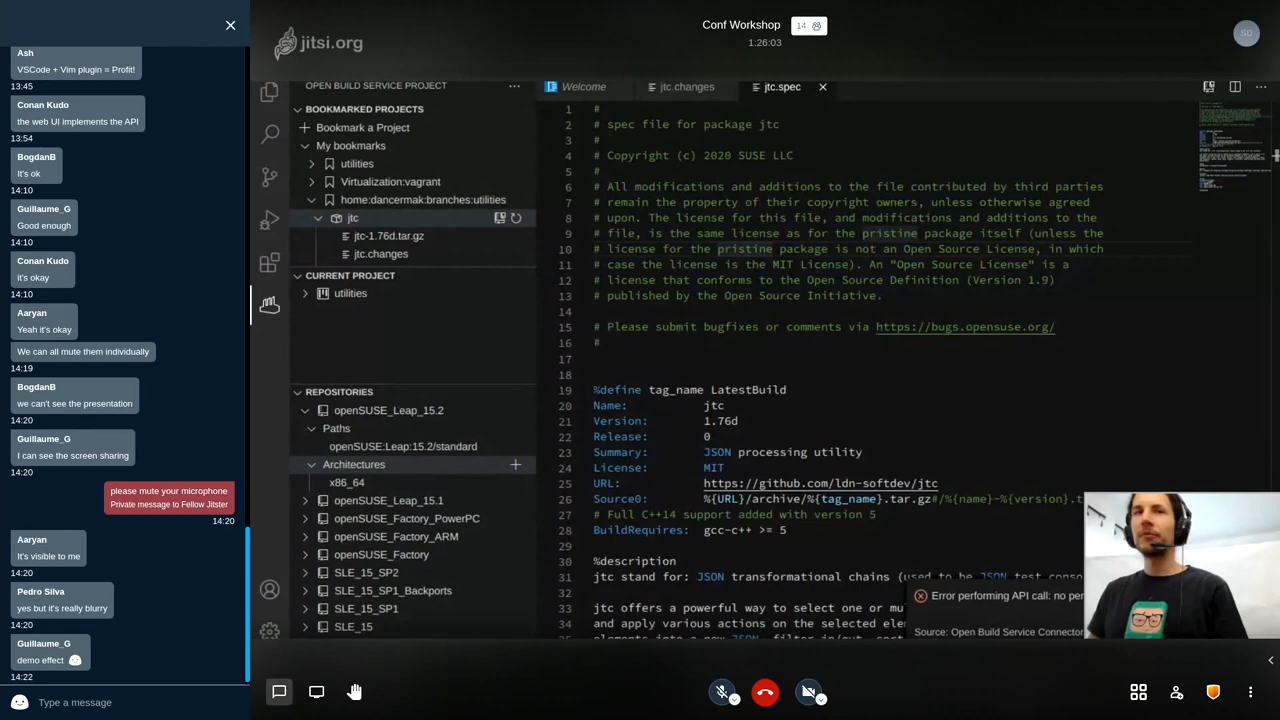 Ash
VSCode + Vim plugin = Profit!
13:45
Conan Kudo
the web UI implements the API
13:54
BogdanB
It's ok
14:10
Guillaume_G
Good enough
14:10
Conan Kudo
it's okay
14:10
Aaryan
Yeah it's okay
We can all mute them individually
14:19
BogdanB
we can't see the presentation
14:20
Guillaume_G
I can see the screen sharing
14:20
please mute your microphone
Private message to Fellow Jitster
14:20
Aaryan
It's visible to me
14:20
Pedro Silva
yes but it's really blurry
14:20
Guillaume_G
demo effect
14:22
Type a message
jitsi.org
Conf Workshop
14
1:26:03
SD
OPEN BUILD SERVICE PROJECT
BOOKMARKED PROJECTS
Bookmark a Project
My bookmarks
utilities
Virtualization:vagrant
home:dancermak:branches:utilities
jtc
jtc-1.76d.tar.gz
jtc.changes
CURRENT PROJECT
utilities
REPOSITORIES
openSUSE_Leap_15.2
Paths
openSUSE:Leap:15.2/standard
Architectures
x86_64
openSUSE_Leap_15.1
openSUSE_Factory_PowerPC
openSUSE_Factory_ARM
openSUSE_Factory
SLE_15_SP2
SLE_15_SP1_Backports
SLE_15_SP1
SLE_15
Welcome
jtc.changes
jtc.spec
1 #
2 # spec file for package jtc
3 #
4 # Copyright (c) 2020 SUSE LLC
5 #
6 # All modifications and additions to the file contributed by third parties
7 # remain the property of their copyright owners, unless otherwise agreed
8 # upon. The license for this file, and modifications and additions to the
9 # file, is the same license as for the pristine package itself (unless the
10 # license for the pristine package is not an Open Source License, in which
11 # case the license is the MIT License). An "Open Source License" is a
12 # license that conforms to the Open Source Definition (Version 1.9)
13 # published by the Open Source Initiative.
14
15 # Please submit bugfixes or comments via https://bugs.opensuse.org/
16 #
17
18
19 %define tag_name LatestBuild
20 Name: jtc
21 Version: 1.76d
22 Release: 0
23 Summary: JSON processing utility
24 License: MIT
25 URL: https://github.com/ldn-softdev/jtc
26 Source0: %{URL}/archive/%{tag_name}.tar.gz#/%{name}-%{version}.t
27 # Full C++14 support added with version 5
28 BuildRequires: gcc-c++ >= 5
29
30 %description
31 jtc stand for: JSON transformational chains (used to be JSON test conso
32
33 jtc offers a powerful way to select one or mu
34 and apply various actions on the selected ele
Error performing API call: no per
Source: Open Build Service Connector